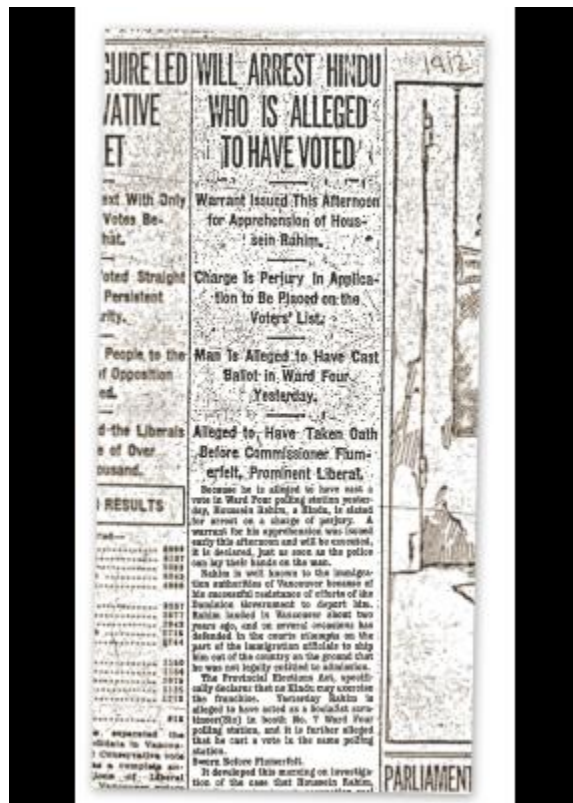 GUIRE LED
VATIVE
ET
ext With Only
Votes Be-
hat.
oted Straight
Persistent
rity.
People to the
of Opposition
ed.
d the Liberals
e of Over
ousand.
RESULTS
WILL ARREST HINDU
WHO IS ALLEGED
TO HAVE VOTED
Warrant Issued This Afternoon
for Apprehension of Hous-
sein Rahim.
Charge Is Perjury In Applica-
tion to Be Placed on the
Voters' List.
Man Is Alleged to Have Cast
Ballot in Ward Four
Yesterday.
Alleged to Have Taken Oath
Before Commissioner Flum-
erfelt, Prominent Liberal.
Because he is alleged to have cast a
vote in Ward Four polling station yester-
day, Houssein Rahim, a Hindu, is slated
for arrest on a charge of perjury. A
warrant for his apprehension was issued
early this afternoon and will be executed,
it is declared, just as soon as the police
can lay their hands on the man.
Rahim is well known to the immigra-
tion authorities of Vancouver because of
his successful resistance of efforts of the
Dominion Government to deport him.
Rahim landed in Vancouver about two
years ago, and on several occasions has
defended in the courts attempts on the
part of the immigration officials to ship
him out of the country on the ground that
he was not legally entitled to admission.
The Provincial Elections Act, specifi-
cally declares that no Hindu may exercise
the franchise. Yesterday Rahim is
alleged to have acted as a Socialist scru-
tineer(Sic) in booth No. 7 Ward Four
polling station, and it is further alleged
that he cast a vote in the same polling
station.
Sworn Before Flumerfelt.
It developed this morning on investiga-
tion of the case that Houssein Rahim,
1912
PARLIAMENT